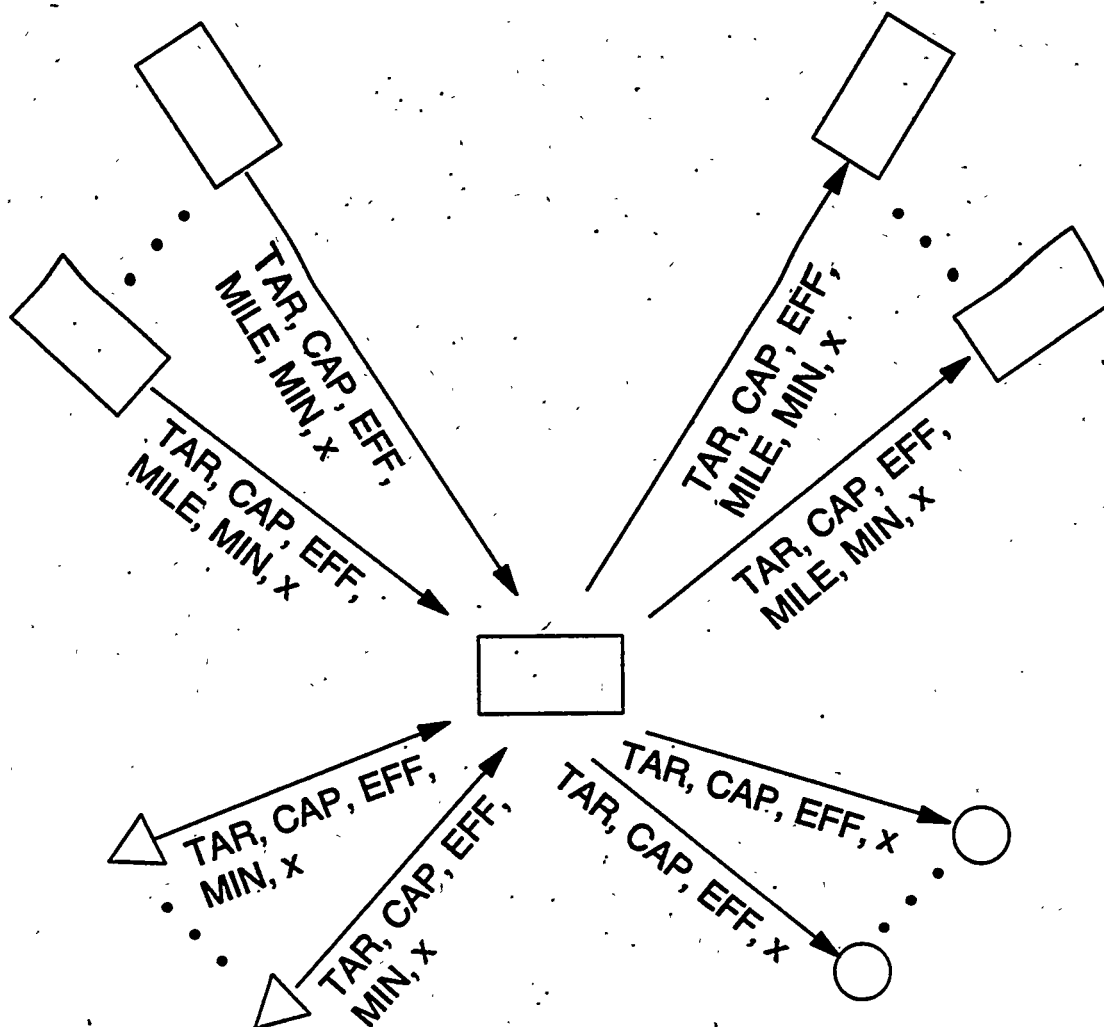 TAR, CAP, EFF,
MILE, MIN, x
TAR, CAP, EFF,
MILE, MIN, x
TAR, CAP, EFF,
MILE, MIN, x
TAR, CAP, EFF,
MILE, MIN, x
TAR, CAP, EFF,
MIN, x
TAR, CAP, EFF,
MIN, x
TAR, CAP, EFF, x
TAR, CAP, EFF, x